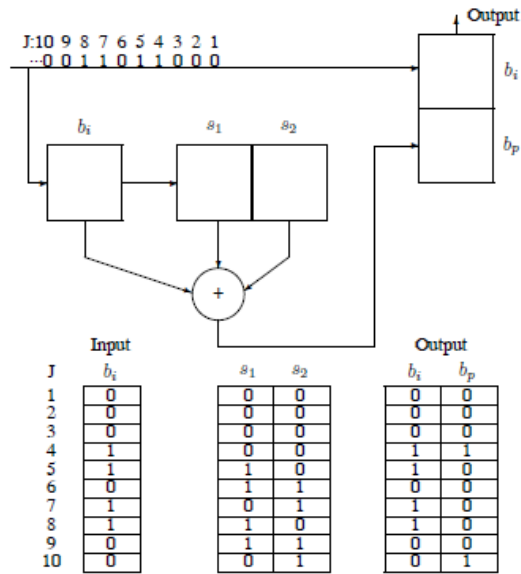 Output
J:10 9 8 7 6 5 4 3 2 1
...0 0 1 1 0 1 1 0 0 0
b_i
b_i s_1 s_2
b_p
+
Input Output
J b_i s_1 s_2 b_i b_p
1 0 0 0 0 0
2 0 0 0 0 0
3 0 0 0 0 0
4 1 0 0 1 1
5 1 1 0 1 0
6 0 1 1 0 0
7 1 0 1 1 0
8 1 1 0 1 0
9 0 1 1 0 0
10 0 0 1 0 1